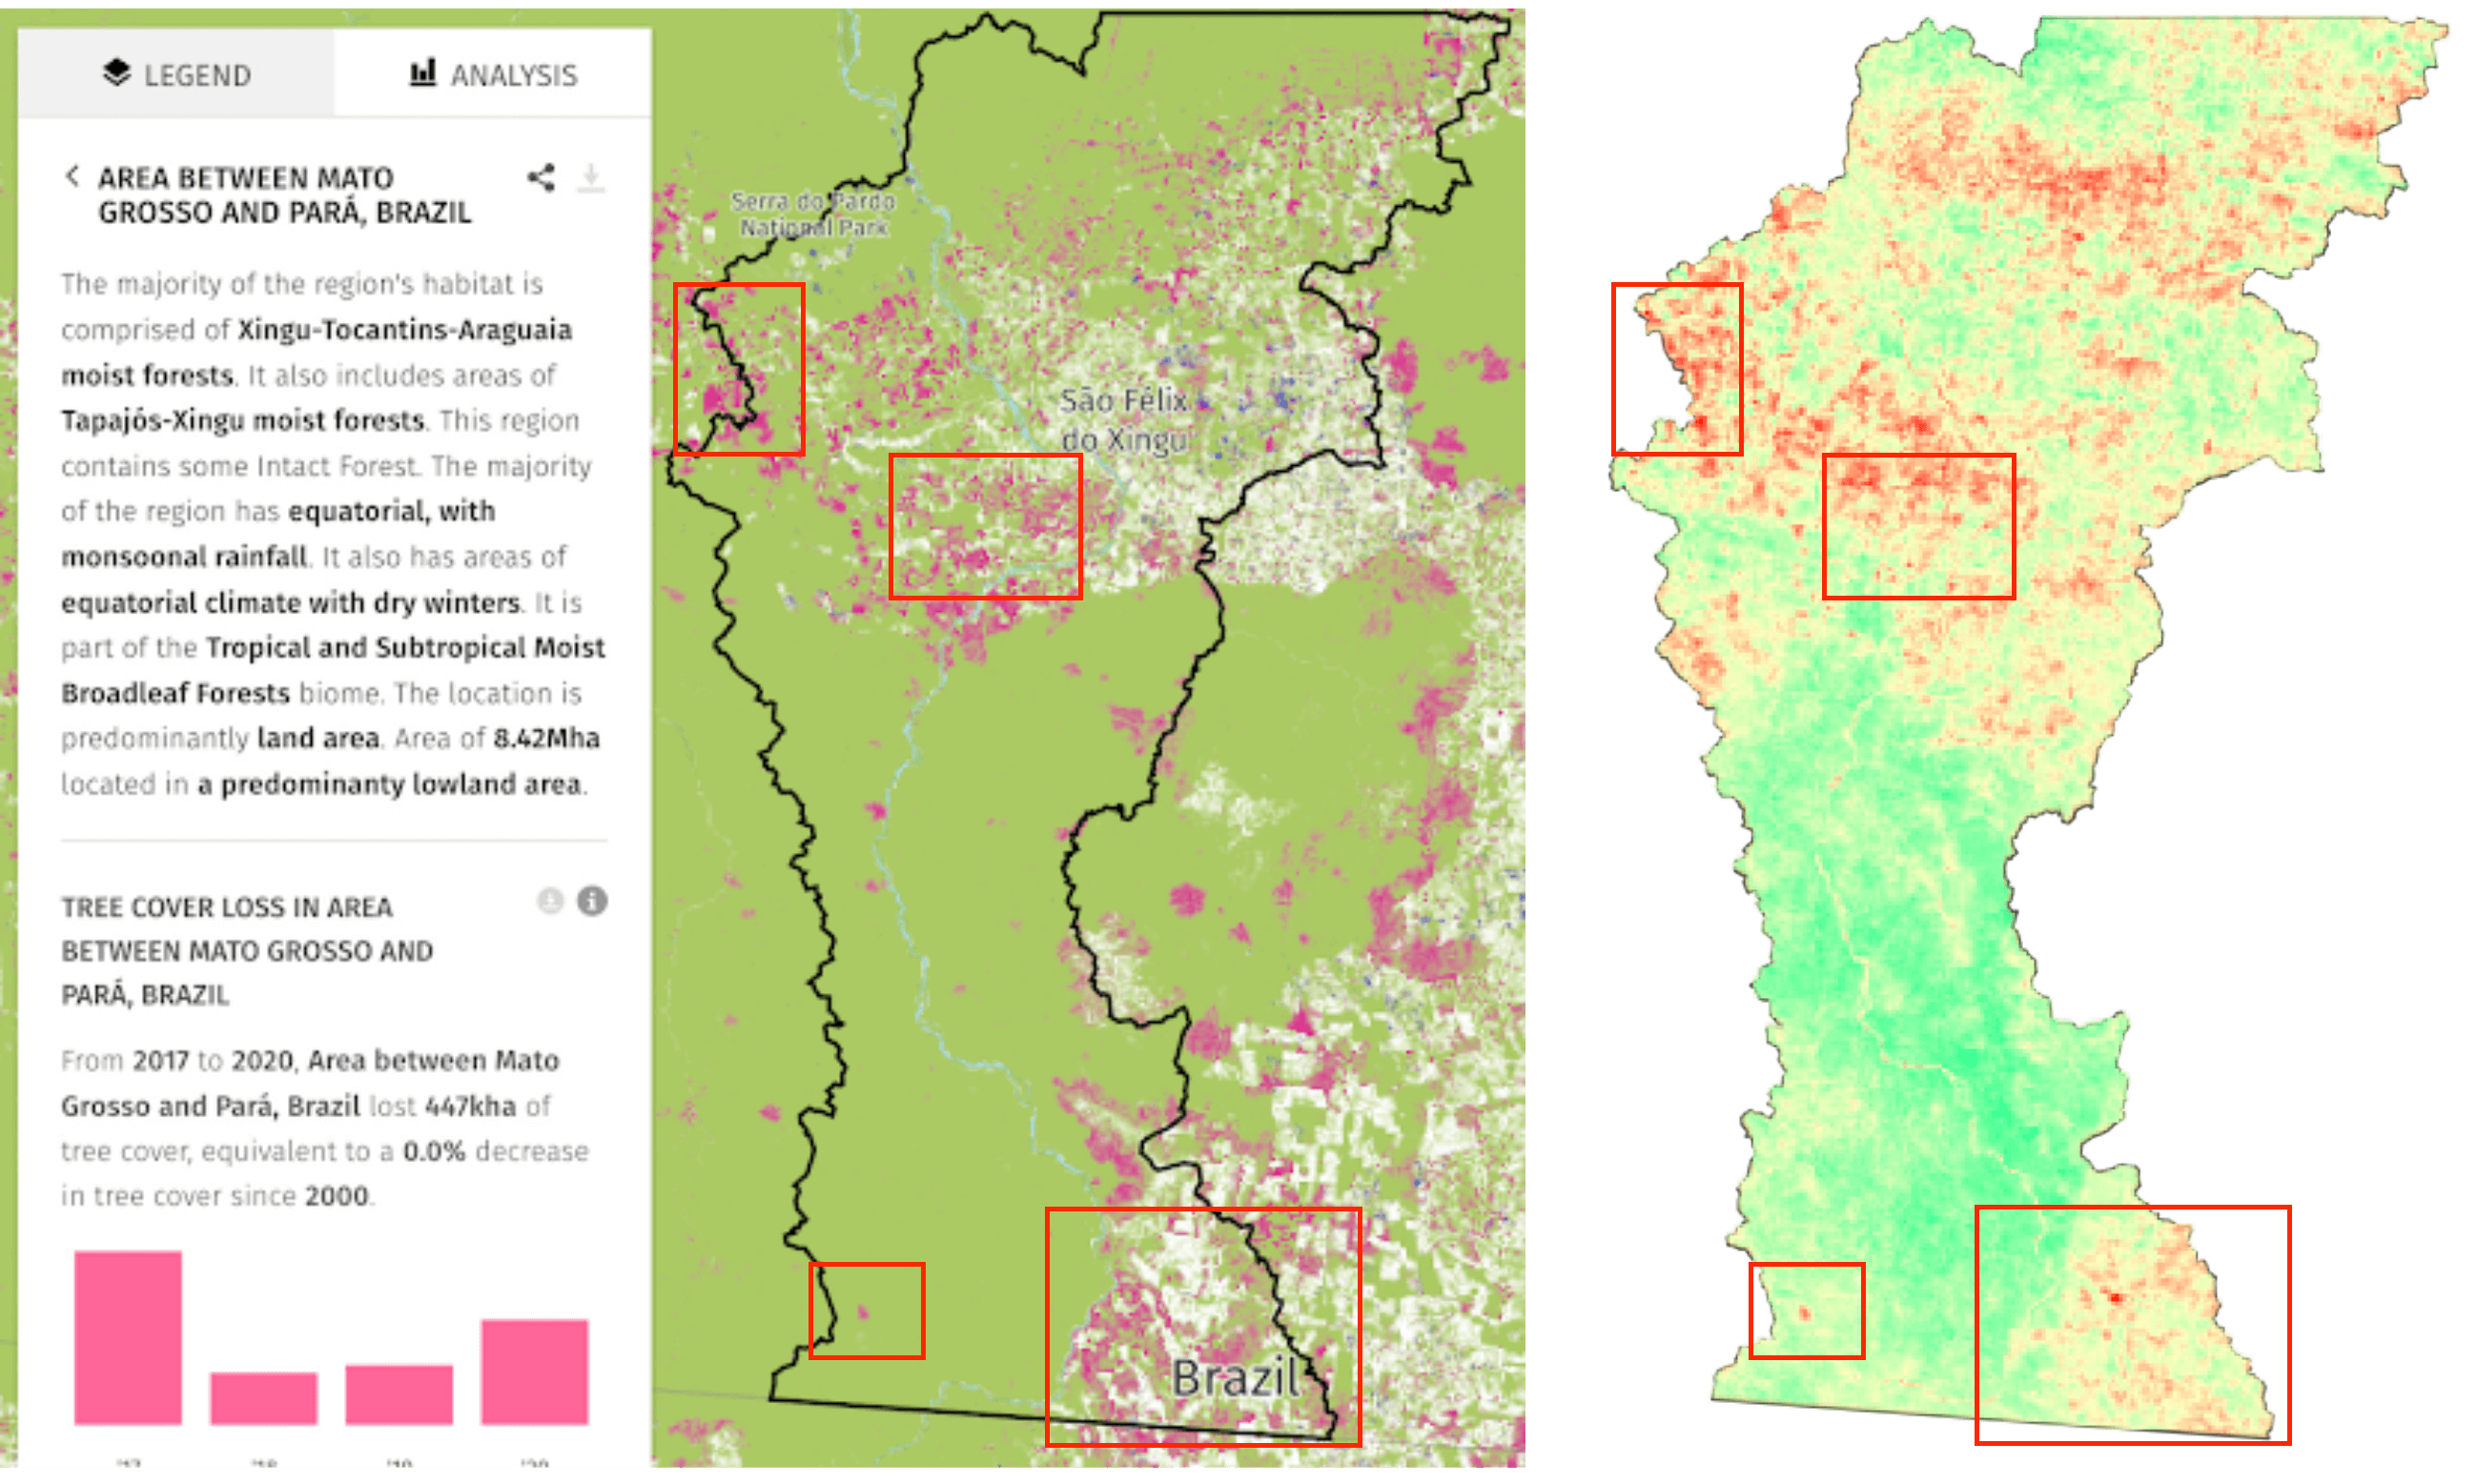 LEGEND
ANALYSIS
AREA BETWEEN MATO
GROSSO AND PARÁ, BRAZIL
The majority of the region's habitat is
comprised of Xingu-Tocantins-Araguaia
moist forests. It also includes areas of
Tapajós-Xingu moist forests. This region
contains some Intact Forest. The majority
of the region has equatorial, with
monsoonal rainfall. It also has areas of
equatorial climate with dry winters. It is
part of the Tropical and Subtropical Moist
Broadleaf Forests biome. The location is
predominantly land area. Area of 8.42Mha
located in a predominanty lowland area.
TREE COVER LOSS IN AREA
BETWEEN MATO GROSSO AND
PARÁ, BRAZIL
From 2017 to 2020, Area between Mato
Grosso and Pará, Brazil lost 447kha of
tree cover, equivalent to a 0.0% decrease
in tree cover since 2000.
Serra do Pardo
National Park
São Félix
do Xingu
Brazil